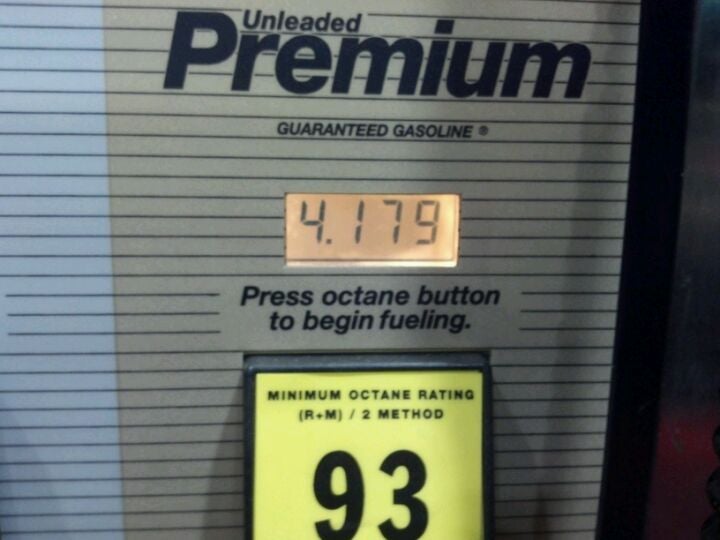 Unleaded
Premium
GUARANTEED GASOLINE ®
4.179
Press octane button
to begin fueling.
MINIMUM OCTANE RATING
(R+M) / 2 METHOD
93